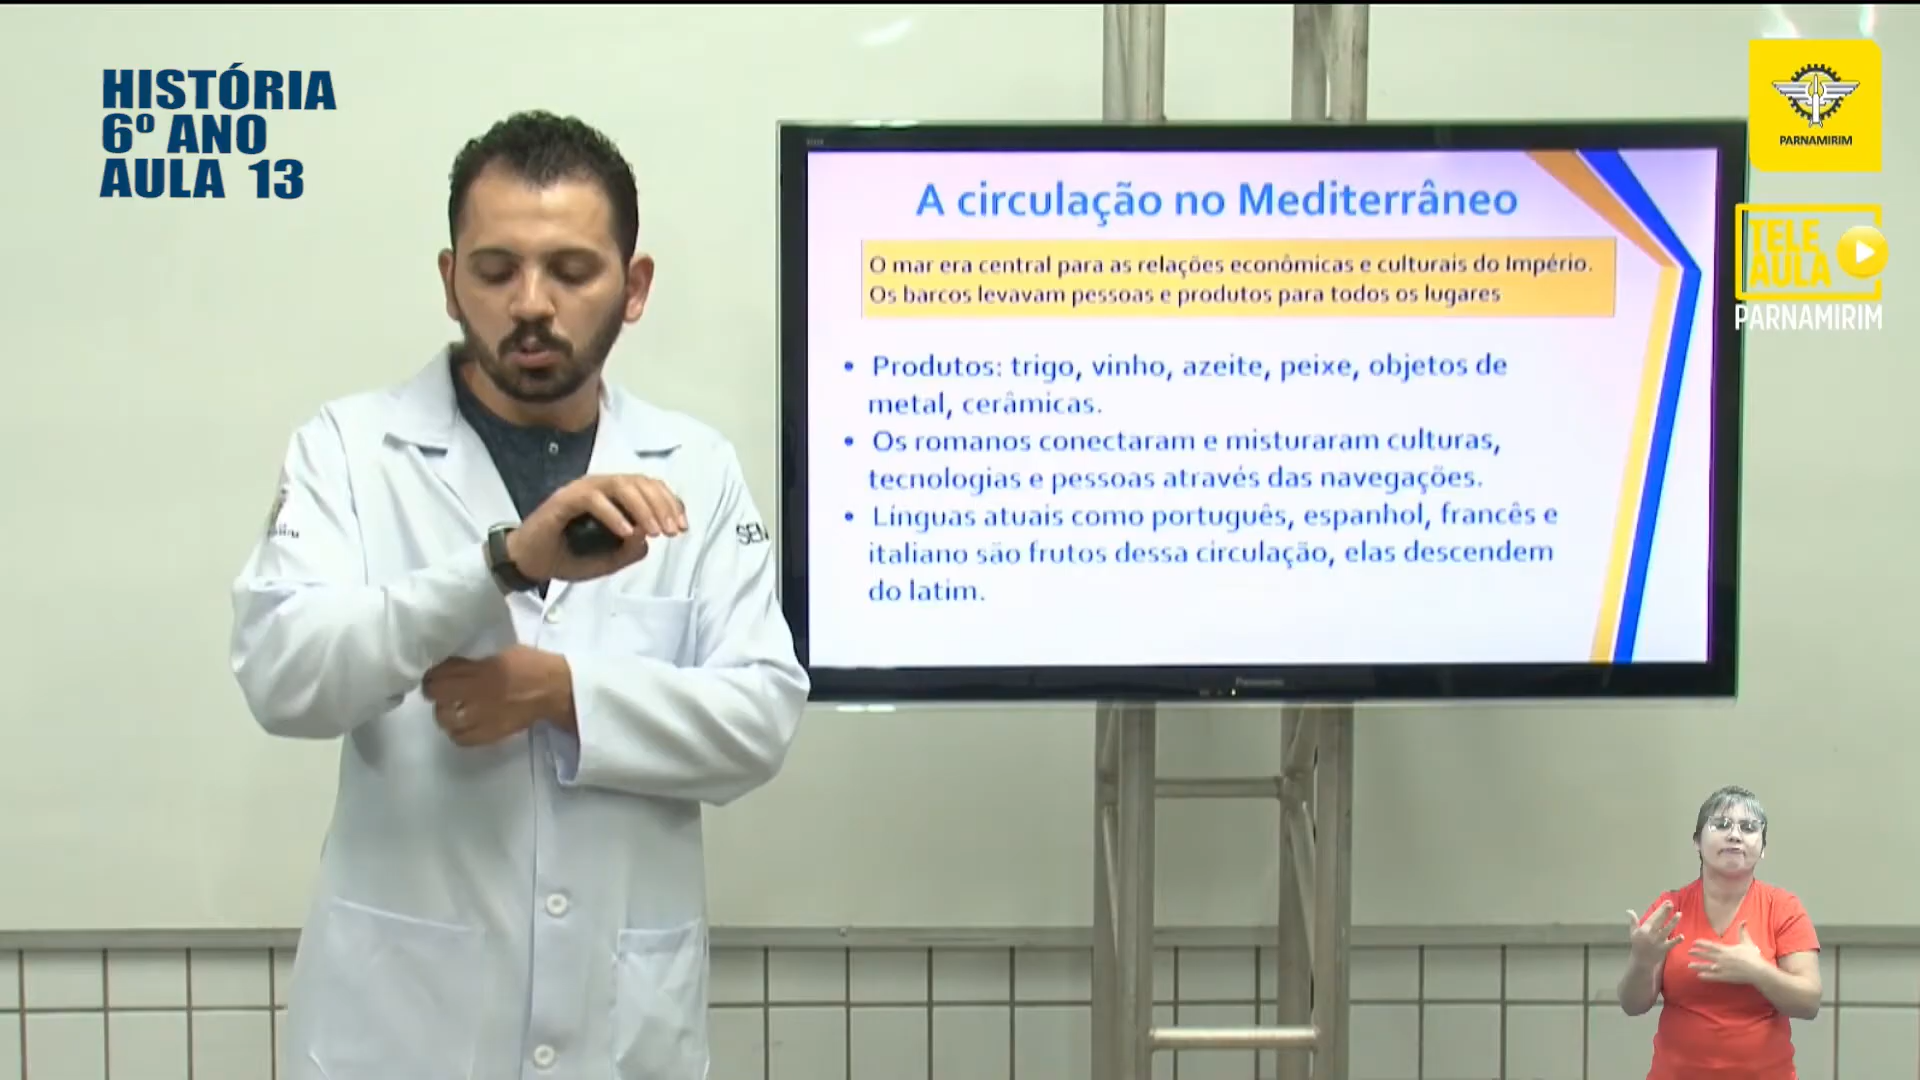 HISTÓRIA
6º ANO
AULA 13
PARNAMIRIM
TELE
AULA
PARNAMIRIM
A circulação no Mediterrâneo
O mar era central para as relações econômicas e culturais do Império.
Os barcos levavam pessoas e produtos para todos os lugares
• Produtos: trigo, vinho, azeite, peixe, objetos de
metal, cerâmicas.
• Os romanos conectaram e misturaram culturas,
tecnologias e pessoas através das navegações.
• Línguas atuais como português, espanhol, francês e
italiano são frutos dessa circulação, elas descendem
do latim.
Panasonic